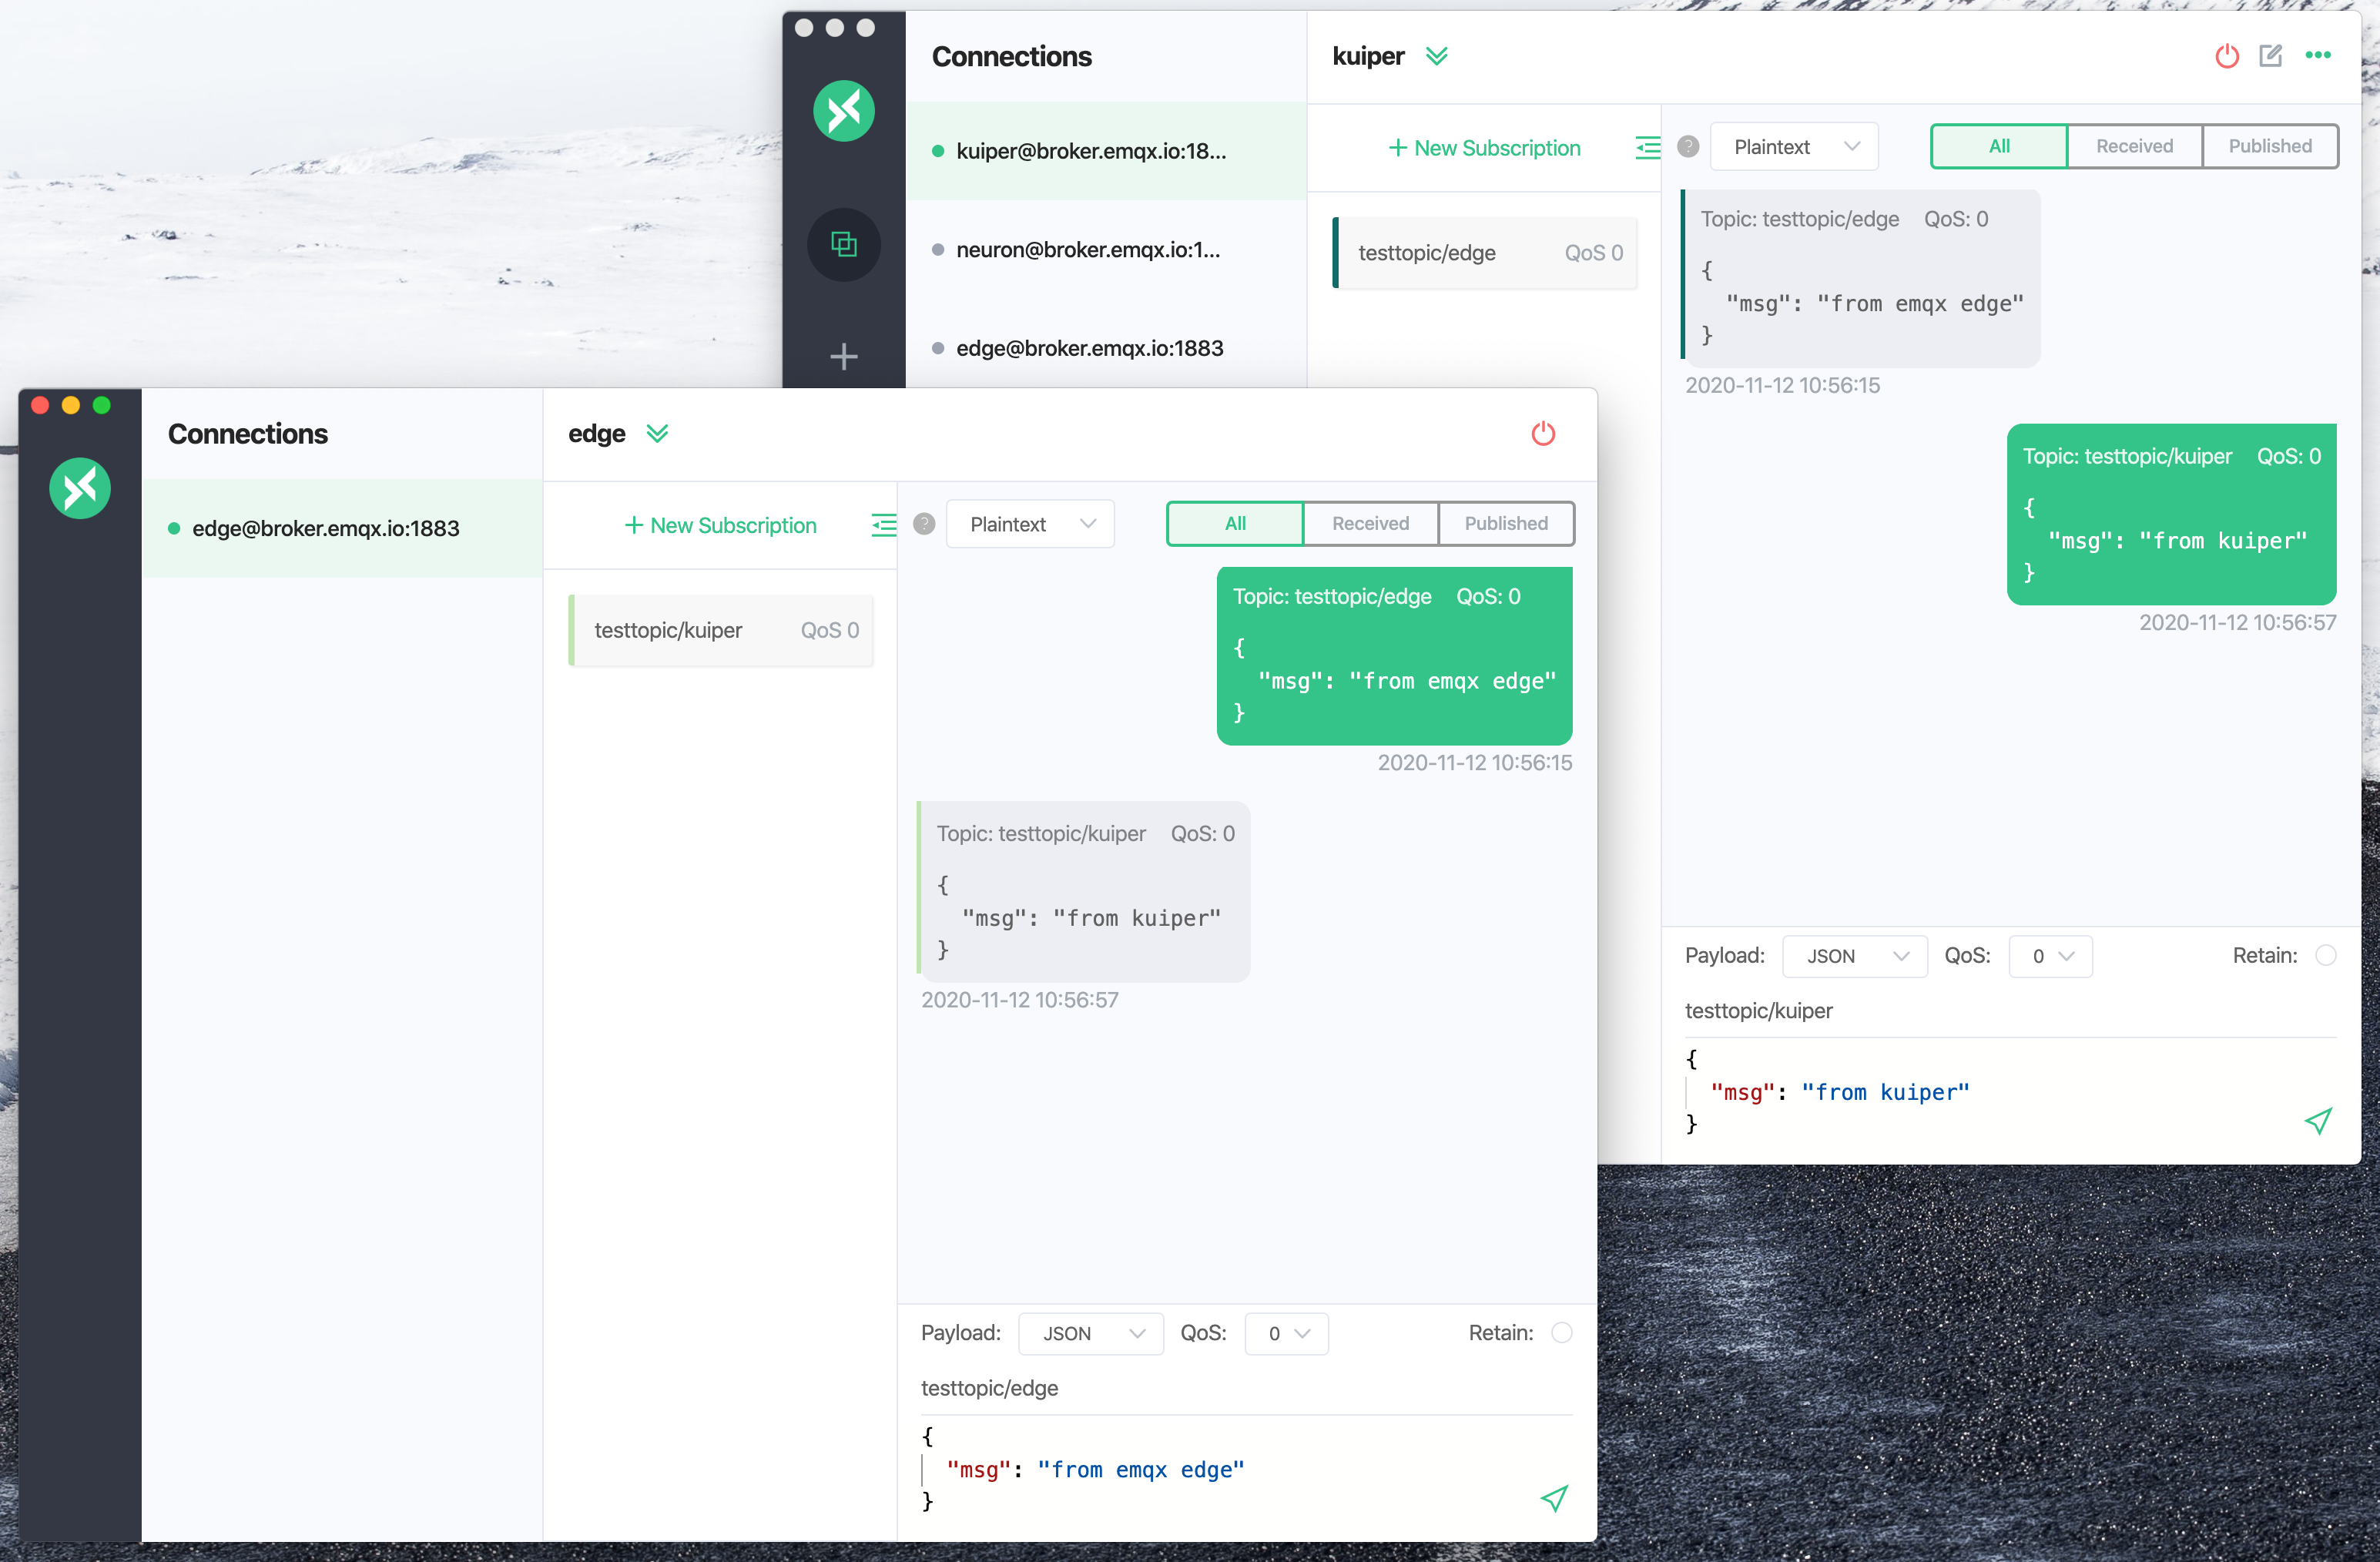 Connections
kuiper@broker.emqx.io:18...
neuron@broker.emqx.io:1...
edge@broker.emqx.io:1883
kuiper
+ New Subscription
testtopic/edge QoS 0
? Plaintext All Received Published
Topic: testtopic/edge QoS: 0
{
"msg": "from emqx edge"
}
2020-11-12 10:56:15
Topic: testtopic/kuiper QoS: 0
{
"msg": "from kuiper"
}
2020-11-12 10:56:57
Payload: JSON QoS: 0 Retain:
testtopic/kuiper
{
"msg": "from kuiper"
}
Connections
edge@broker.emqx.io:1883
edge
+ New Subscription
testtopic/kuiper QoS 0
? Plaintext All Received Published
Topic: testtopic/edge QoS: 0
{
"msg": "from emqx edge"
}
2020-11-12 10:56:15
Topic: testtopic/kuiper QoS: 0
{
"msg": "from kuiper"
}
2020-11-12 10:56:57
Payload: JSON QoS: 0 Retain:
testtopic/edge
{
"msg": "from emqx edge"
}